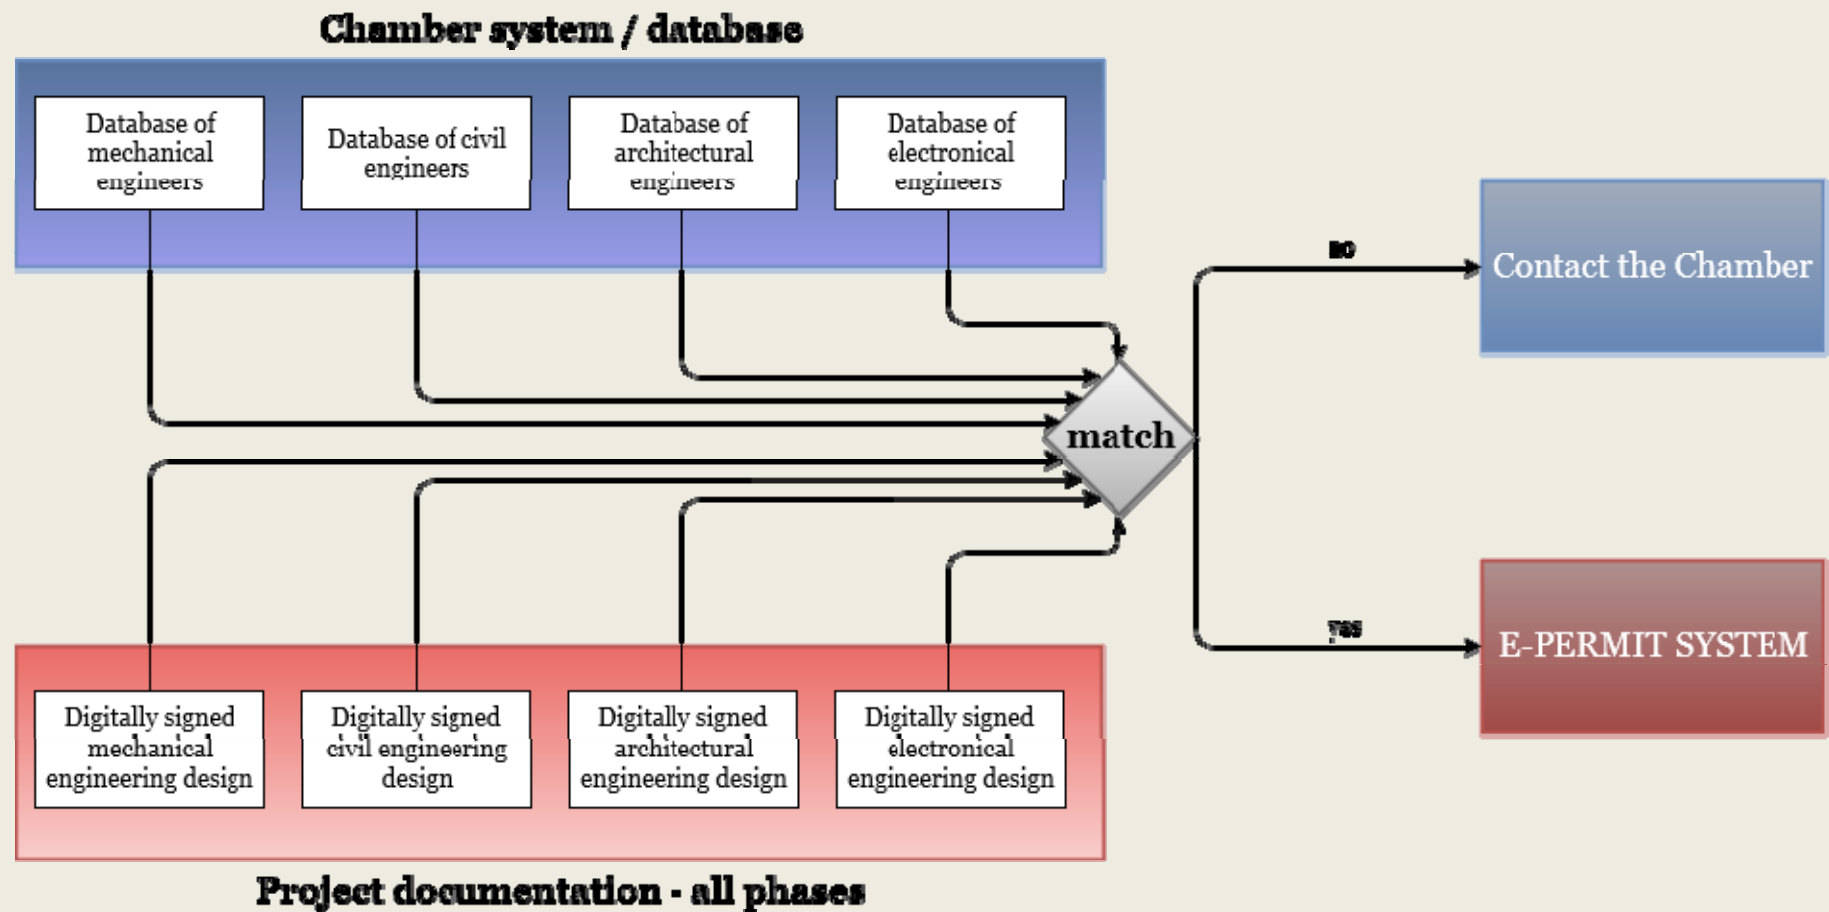 Chamber system / database
Database of
mechanical
engineers
Database of civil
engineers
Database of
architectural
engineers
Database of
electronical
engineers
no
Contact the Chamber
match
yes
E-PERMIT SYSTEM
Digitally signed
mechanical
engineering design
Digitally signed
civil engineering
design
Digitally signed
architectural
engineering design
Digitally signed
electronical
engineering design
Project documentation - all phases